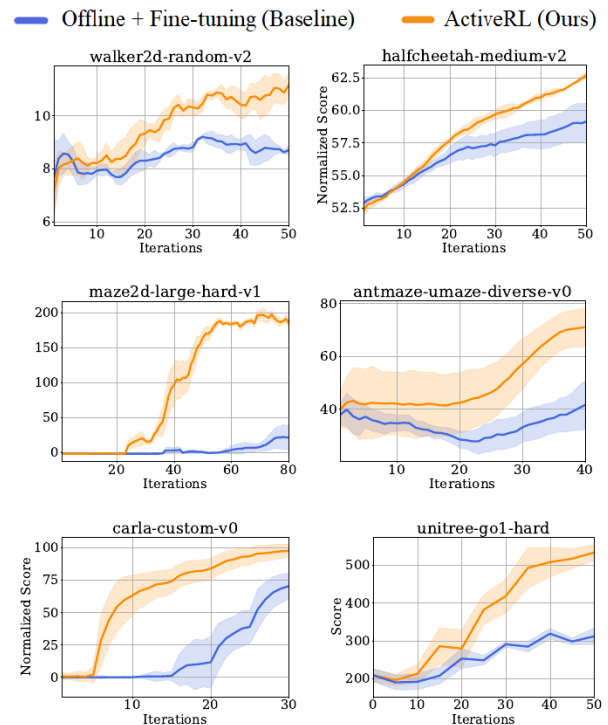 Offline + Fine-tuning (Baseline) ActiveRL (Ours)
walker2d-random-v2
10
8
6
10 20 30 40 50
Iterations
halfcheetah-medium-v2
Normalized Score
62.5
60.0
57.5
55.0
52.5
10 20 30 40 50
Iterations
maze2d-large-hard-v1
200
150
100
50
0
20 40 60 80
Iterations
antmaze-umaze-diverse-v0
80
60
40
10 20 30 40
Iterations
carla-custom-v0
Normalized Score
100
75
50
25
0
10 20 30
Iterations
unitree-go1-hard
Score
500
400
300
200
0 10 20 30 40 50
Iterations